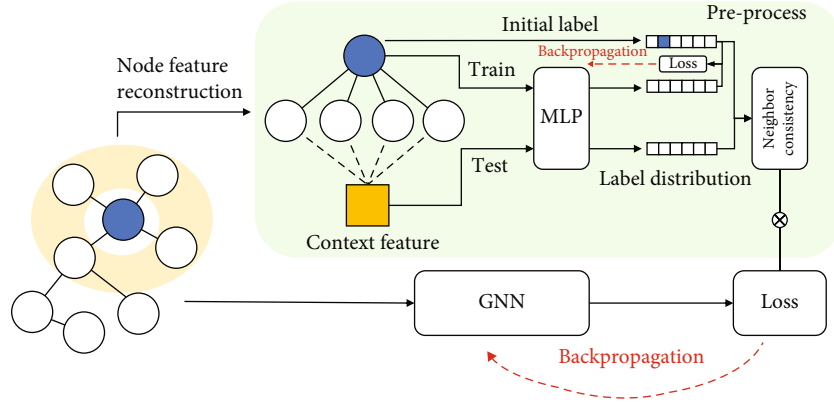 Pre-process
Initial label
Backpropagation
Loss
Node feature
reconstruction
Train
MLP
Neighbor
consistency
Test
Label distribution
Context feature
GNN
Loss
Backpropagation